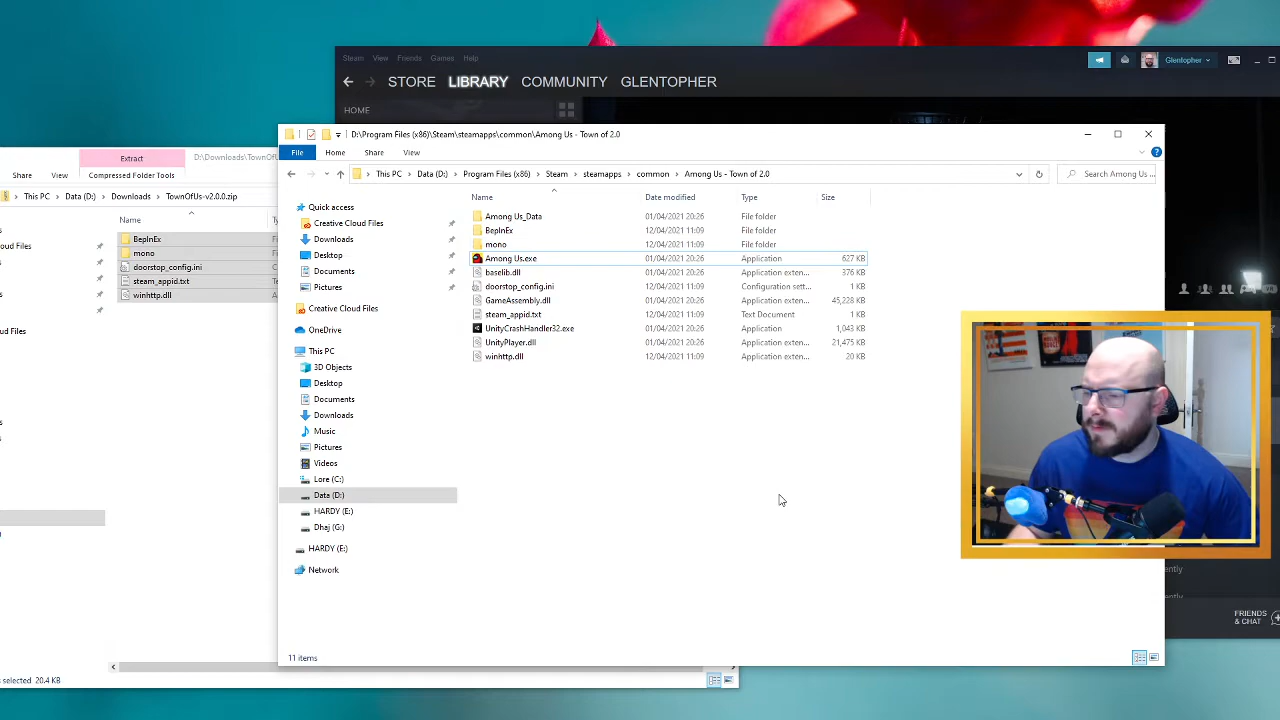 Steam View Friends Games Help
Glentopher
STORE LIBRARY COMMUNITY GLENTOPHER
HOME
Extract
Share View Compressed Folder Tools
This PC Data (D:) Downloads TownOfUs-v2.0.0.zip
Name
BepInEx
mono
doorstop_config.ini
steam_appid.txt
winhttp.dll
loud Files
oud Files
selected 20.4 KB
D:\Program Files (x86)\Steam\steamapps\common\Among Us - Town of 2.0
File Home Share View
This PC Data (D:) Program Files (x86) Steam steamapps common Among Us - Town of 2.0
Search Among Us ...
Quick access
Creative Cloud Files
Downloads
Desktop
Documents
Pictures
Creative Cloud Files
OneDrive
This PC
3D Objects
Desktop
Documents
Downloads
Music
Pictures
Videos
Lore (C:)
Data (D:)
HARDY (E:)
Dhaj (G:)
HARDY (E:)
Network
Name Date modified Type Size
Among Us_Data 01/04/2021 20:26 File folder
BepInEx 12/04/2021 11:09 File folder
mono 12/04/2021 11:09 File folder
Among Us.exe 01/04/2021 20:26 Application 627 KB
baselib.dll 01/04/2021 20:26 Application exten... 376 KB
doorstop_config.ini 12/04/2021 11:09 Configuration sett... 1 KB
GameAssembly.dll 01/04/2021 20:26 Application exten... 45,228 KB
steam_appid.txt 12/04/2021 11:09 Text Document 1 KB
UnityCrashHandler32.exe 01/04/2021 20:26 Application 1,043 KB
UnityPlayer.dll 01/04/2021 20:26 Application exten... 21,475 KB
winhttp.dll 12/04/2021 11:09 Application exten... 20 KB
11 items
ently
FRIENDS
& CHAT